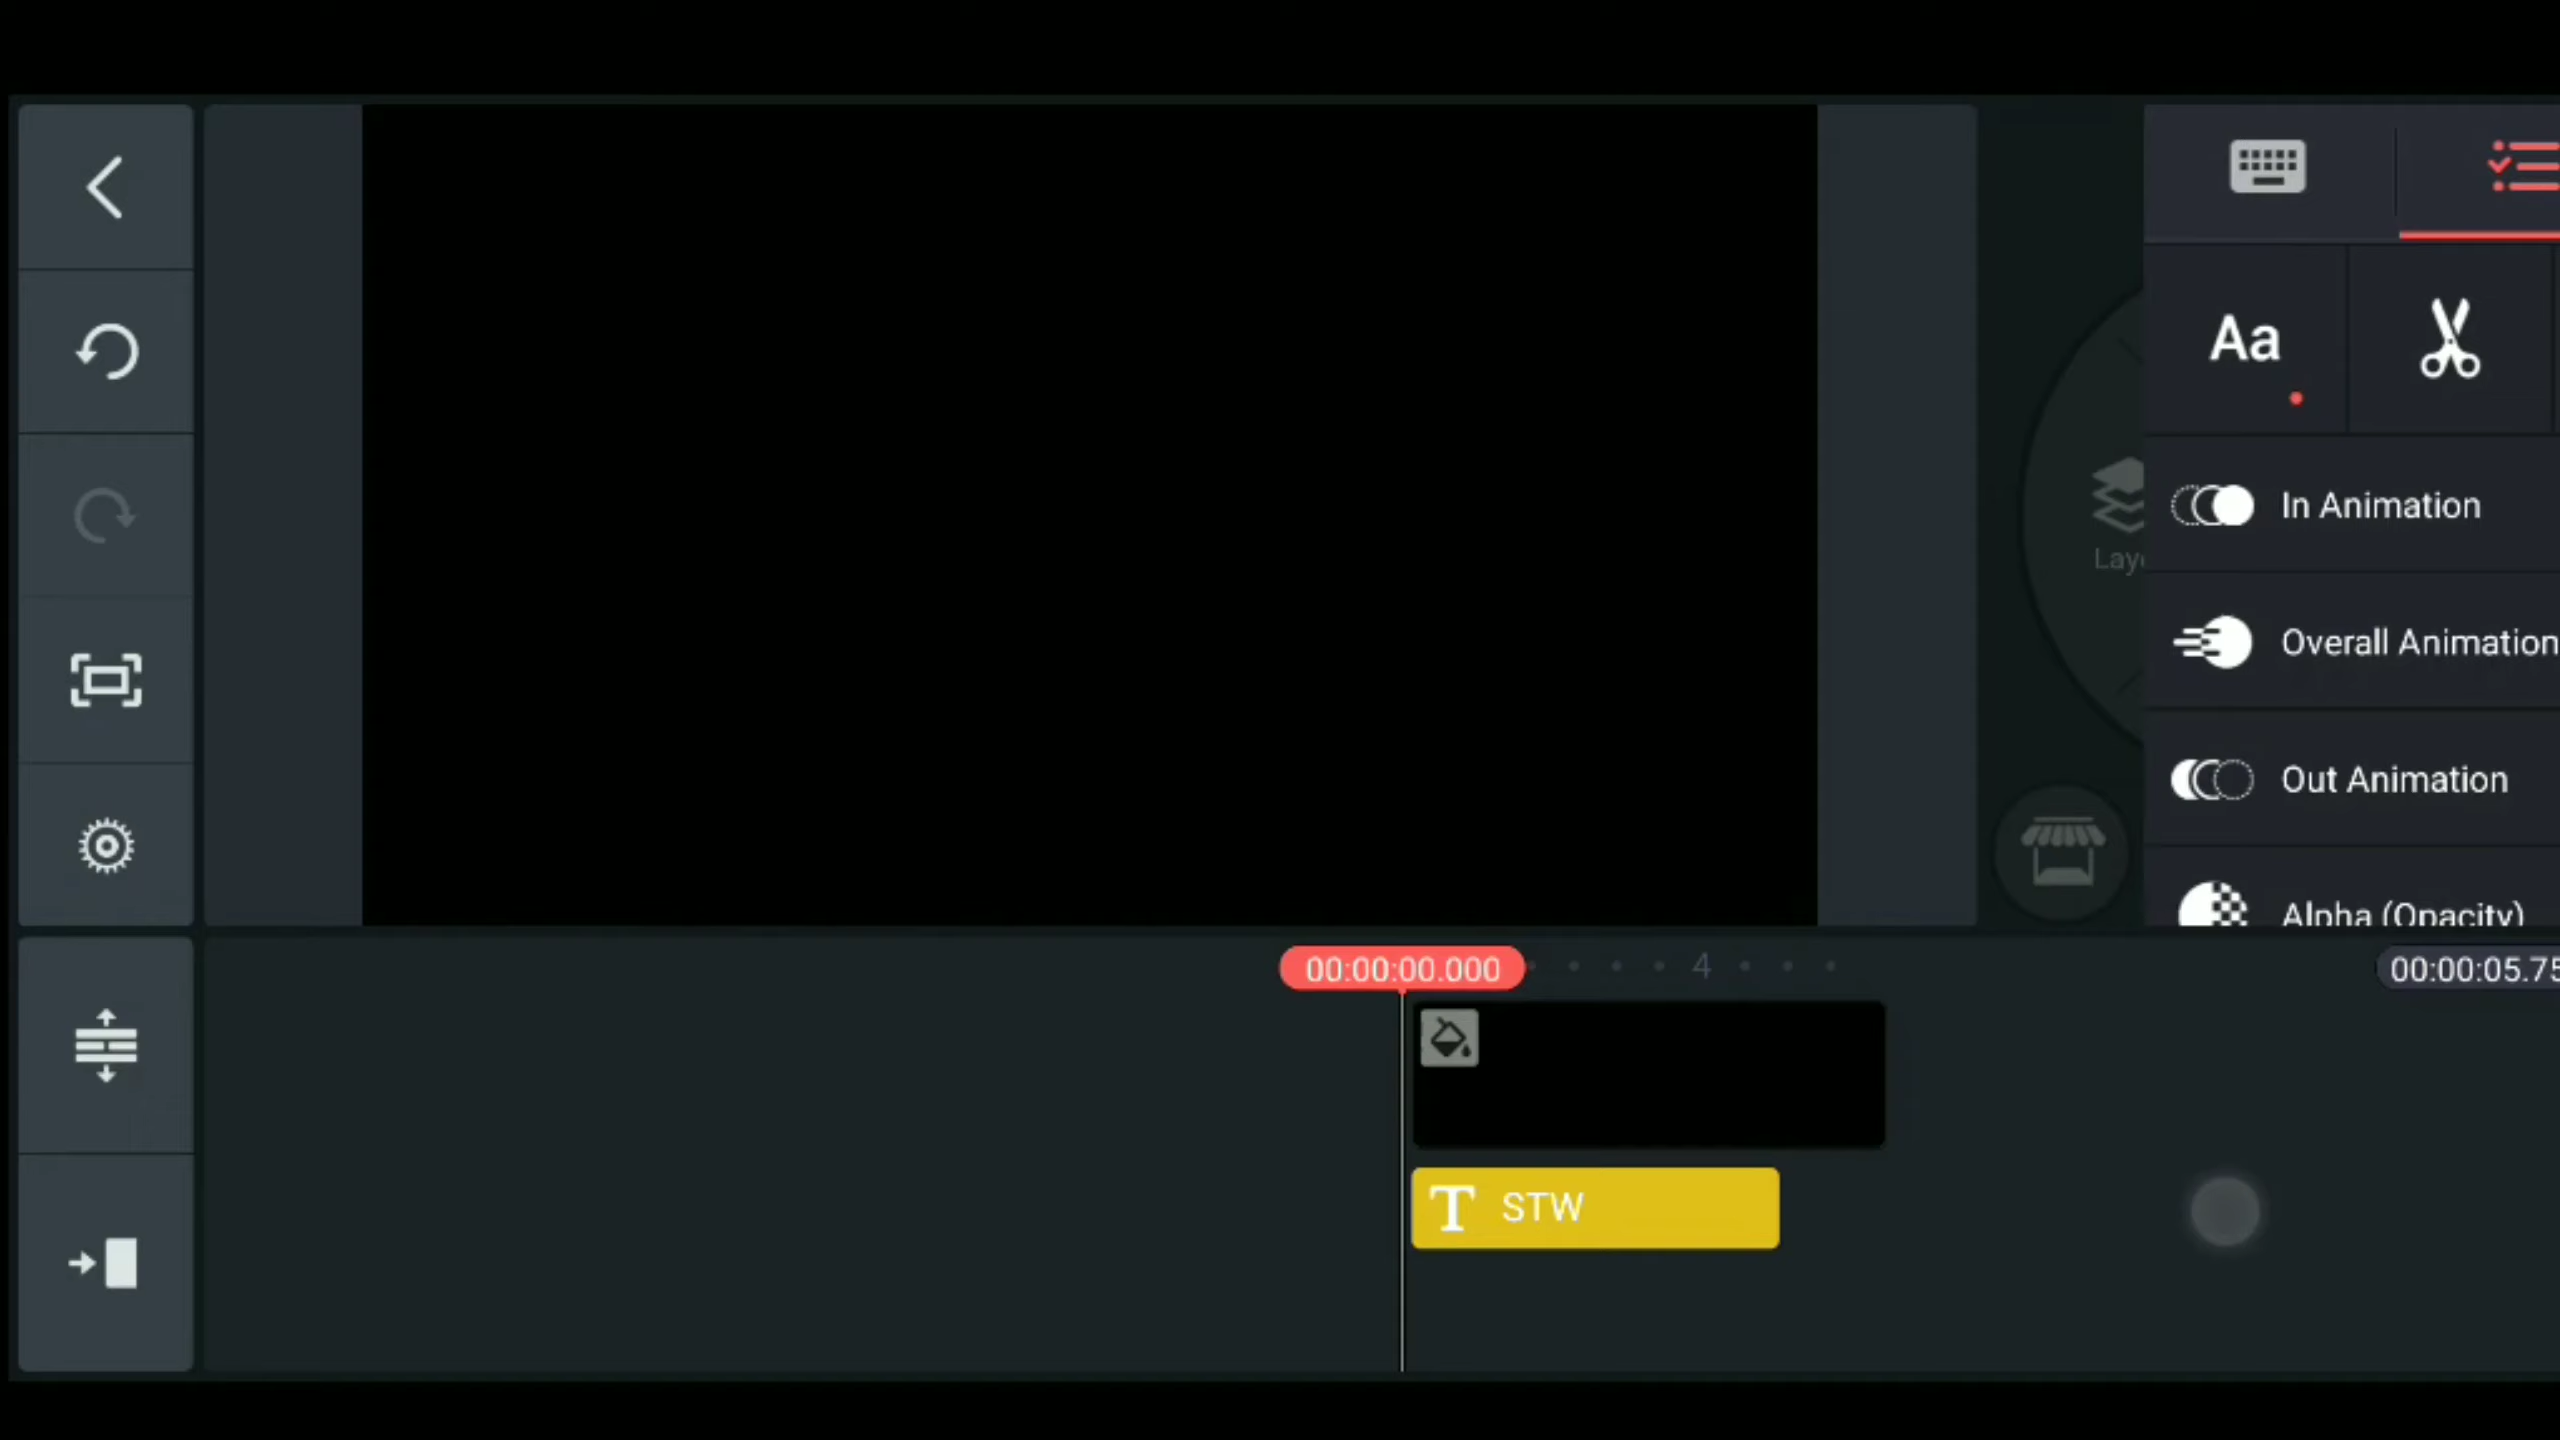 Aa
Lay
In Animation
Overall Animation
Out Animation
Alpha (Opacity)
00:00:00.000
4
00:00:05.75
T STW